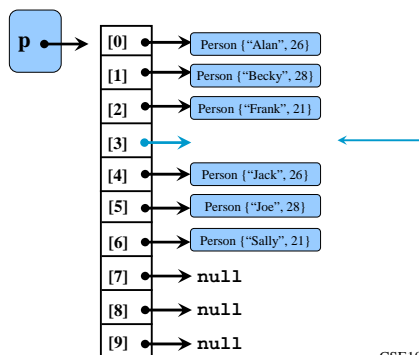 p
[0] Person {“Alan”, 26}
[1] Person {“Becky”, 28}
[2] Person {“Frank”, 21}
[3]
[4] Person {“Jack”, 26}
[5] Person {“Joe”, 28}
[6] Person {“Sally”, 21}
[7] null
[8] null
[9] null